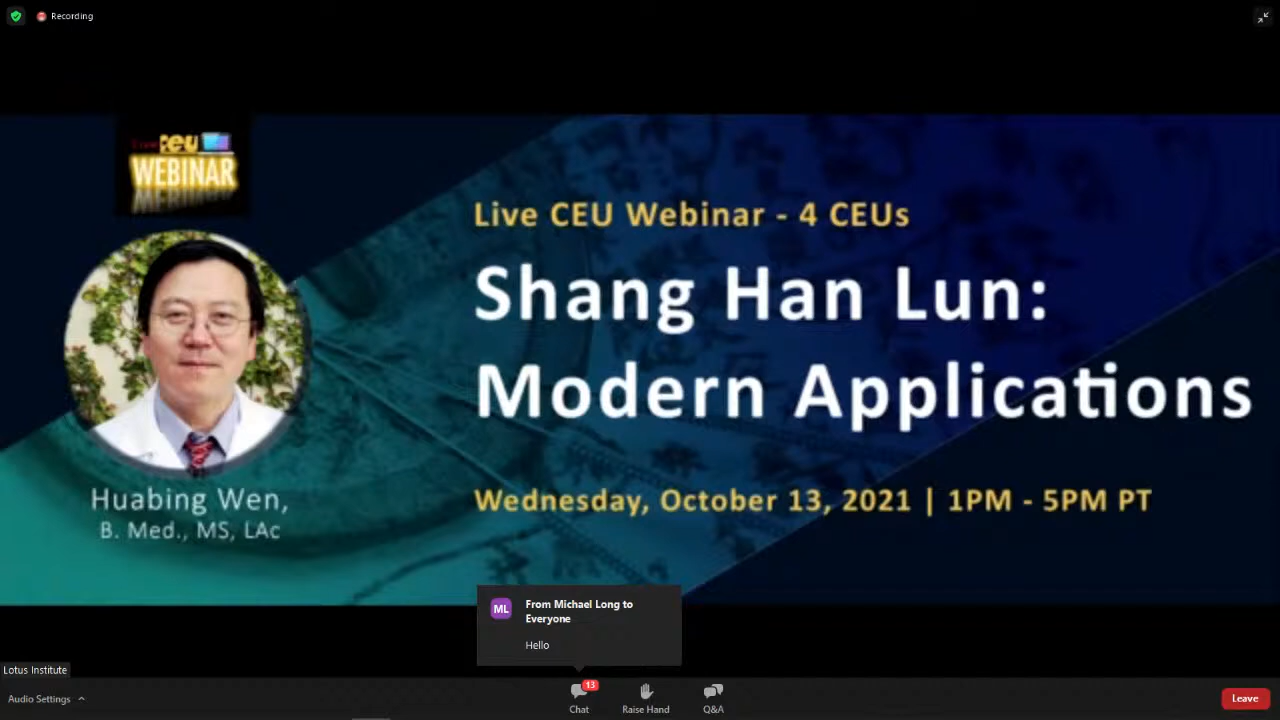 Recording
Live CEU
WEBINAR
Live CEU Webinar - 4 CEUs
Shang Han Lun:
Modern Applications
Huabing Wen,
B. Med., MS, LAc
Wednesday, October 13, 2021 | 1PM - 5PM PT
ML
From Michael Long to
Everyone
Hello
Lotus Institute
Audio Settings
13
Chat
Raise Hand
Q&A
Leave